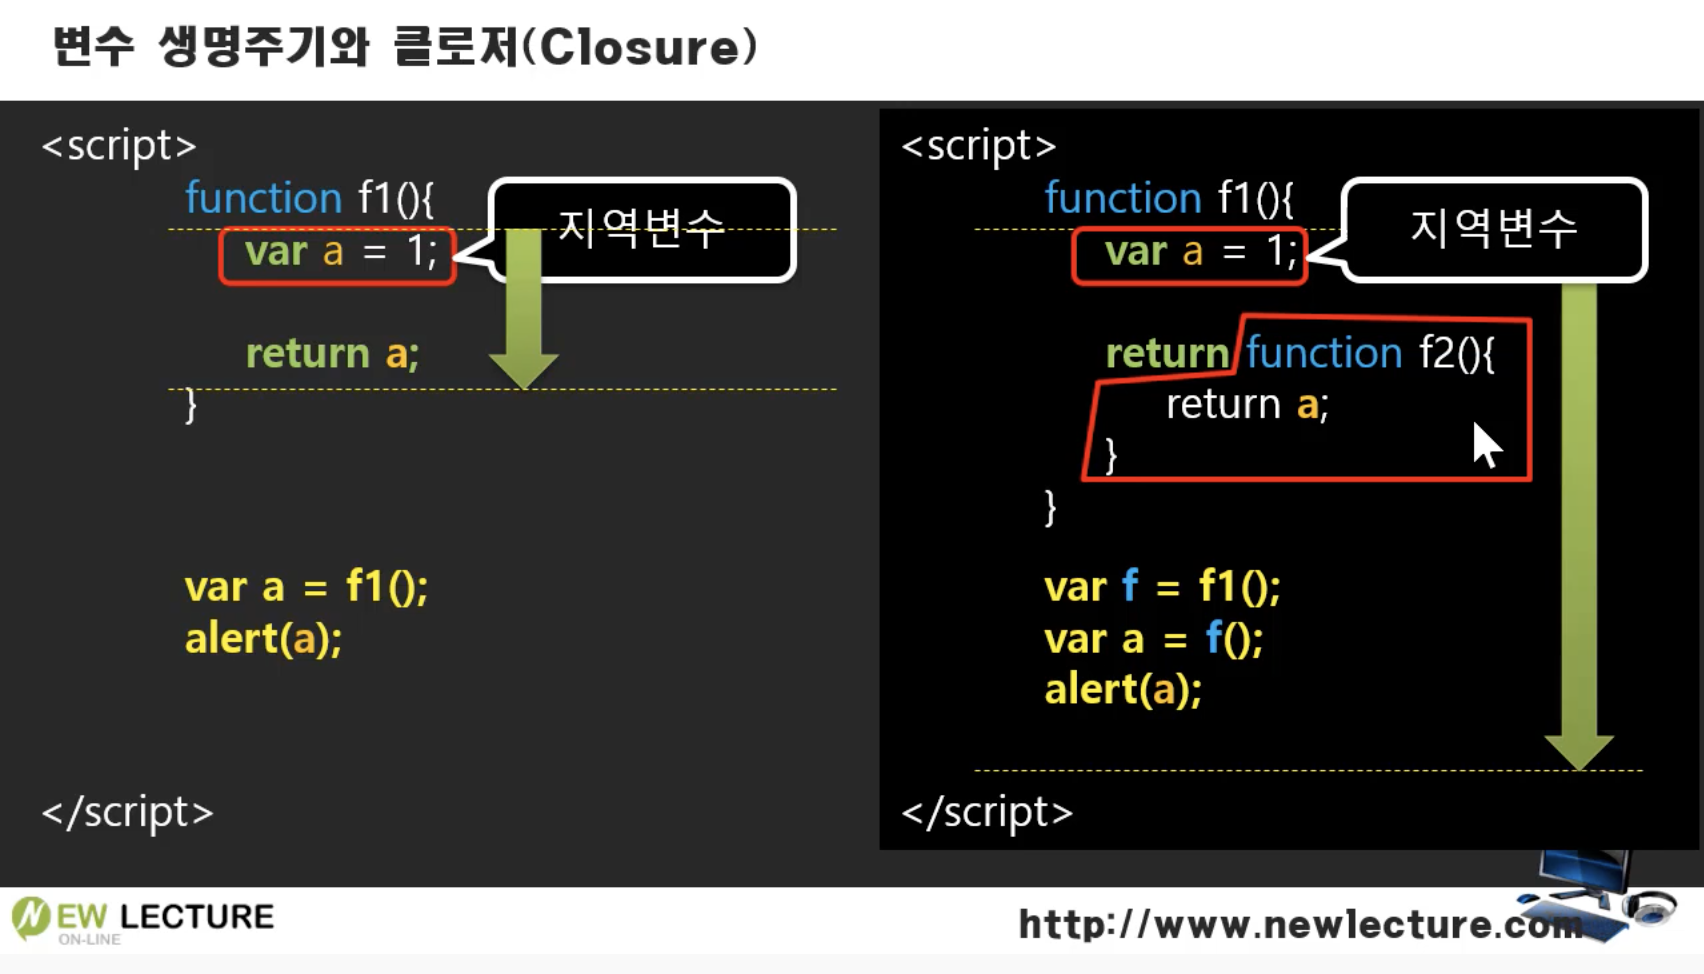 변수 생명주기와 클로저(Closure)
<script>
function f1(){
var a = 1;
지역변수
return a;
}
var a = f1();
alert(a);
</script>
<script>
function f1(){
var a = 1;
지역변수
return function f2(){
return a;
}
}
var f = f1();
var a = f();
alert(a);
</script>
NEW LECTURE
ON-LINE
http://www.newlecture.com